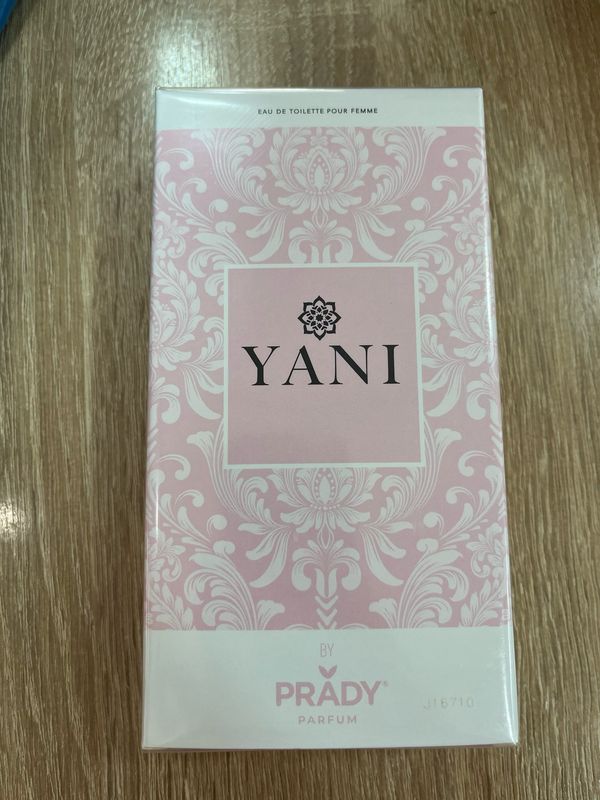 EAU DE TOILETTE POUR FEMME
YANI
BY
PRADY®
PARFUM
J16710